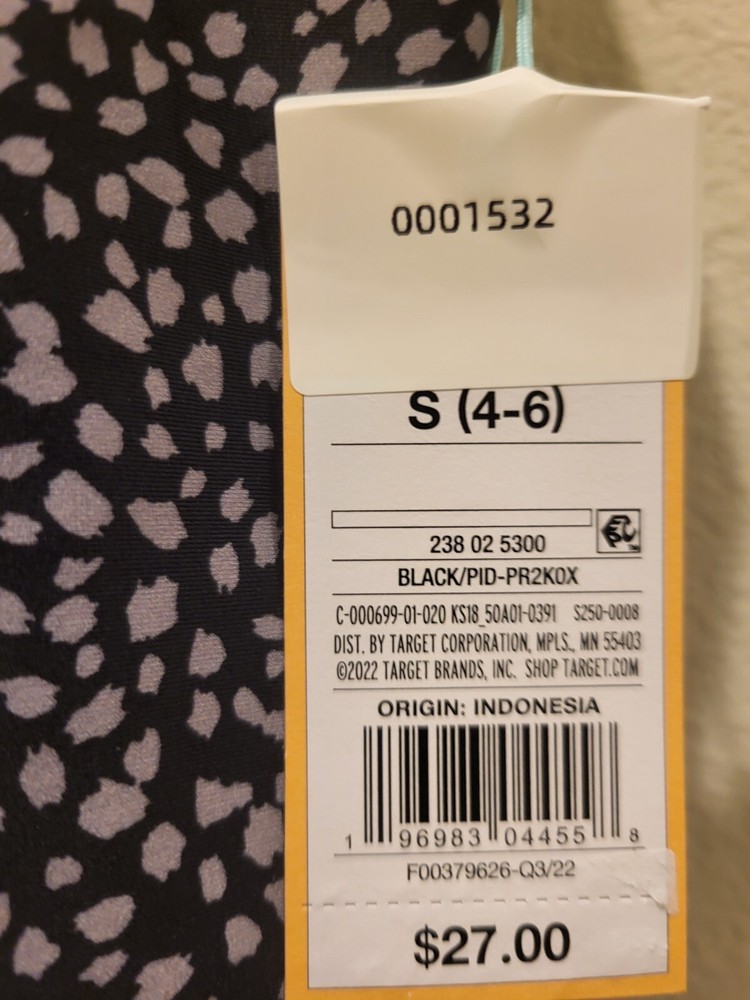 0001532
S (4-6)
238 02 5300
BLACK/PID-PR2K0X
C-000699-01-020 KS18_50A01-0391 S250-0008
DIST. BY TARGET CORPORATION, MPLS., MN 55403
©2022 TARGET BRANDS, INC. SHOP TARGET.COM
ORIGIN: INDONESIA
1 96983 04455 8
F00379626-Q3/22
$27.00